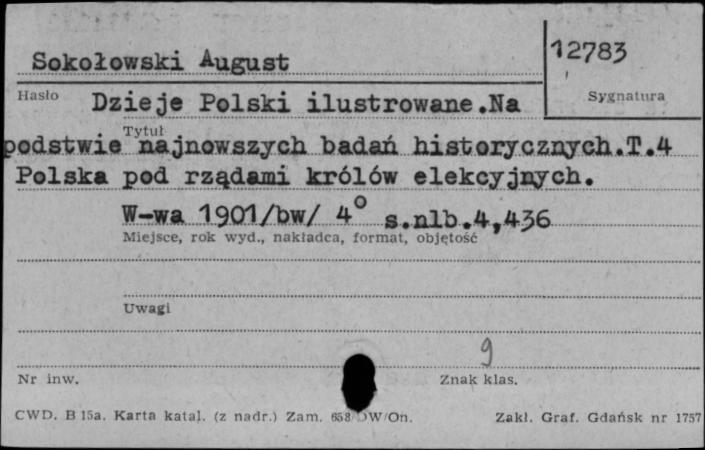 Sokołowski August
12783
Hasło
Sygnatura
Dzieje Polski ilustrowane.Na
Tytuł
podstwie najnowszych badań historycznych.T.4
Polska pod rządami królów elekcyjnych.
W-wa 1901/bw/ 4° s.nlb.4,436
Miejsce, rok wyd., nakładca, format, objętość
Uwagi
9
Nr inw.
Znak klas.
CWD. B 15a. Karta katal. (z nadr.) Zam. 658/DW/On.
Zakł. Graf. Gdańsk nr 1757